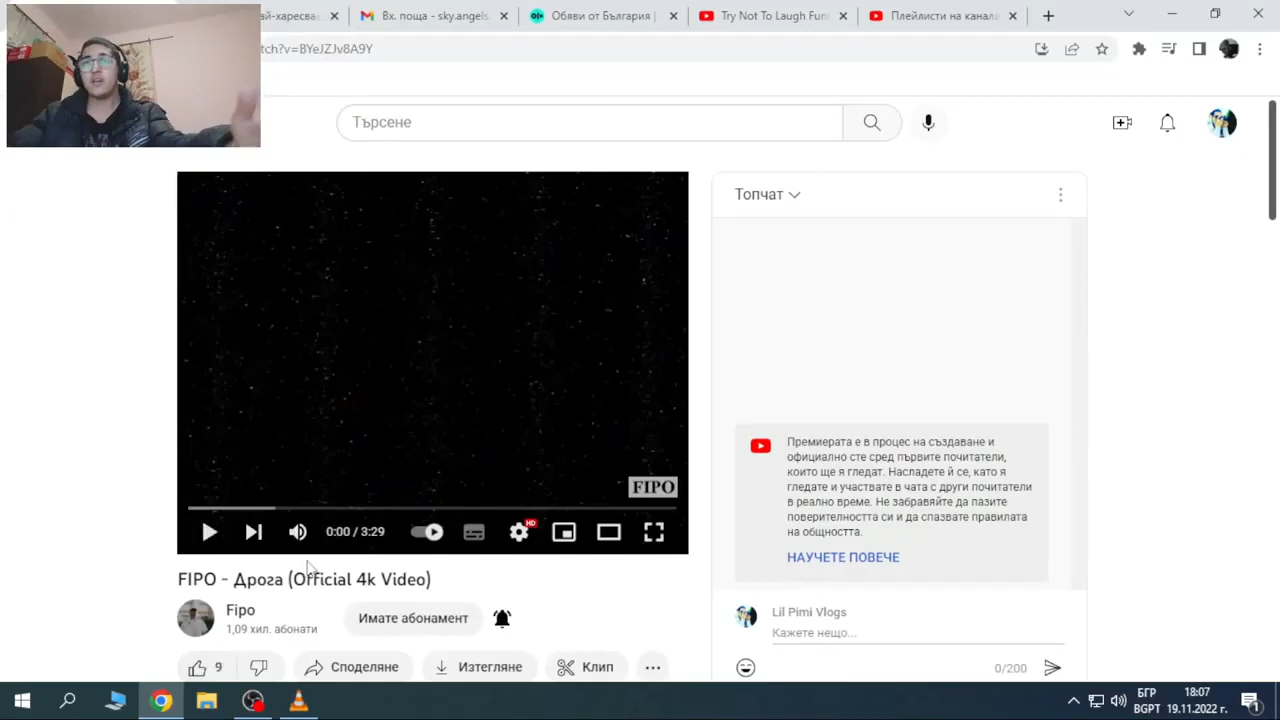 ай-харесва
Вх. поща - sky.angels.
Обяви от България |
Try Not To Laugh Fun
Плейлисти на канала
tch?v=BYeJZJv8A9Y
Търсене
Топчат
FIPO
0:00 / 3:29
HD
Премиерата е в процес на създаване и
официално сте сред първите почитатели,
които ще я гледат. Насладете й се, като я
гледате и участвате в чата с други почитатели
в реално време. Не забравяйте да пазите
поверителността си и да спазвате правилата
на общността.
НАУЧЕТЕ ПОВЕЧЕ
FIPO - Дрога (Official 4k Video)
Fipo
1,09 хил. абонати
Имате абонамент
Lil Pimi Vlogs
Кажете нещо...
9
Споделяне
Изтегляне
Клип
0/200
БГР
BGPT
18:07
19.11.2022 г.
1